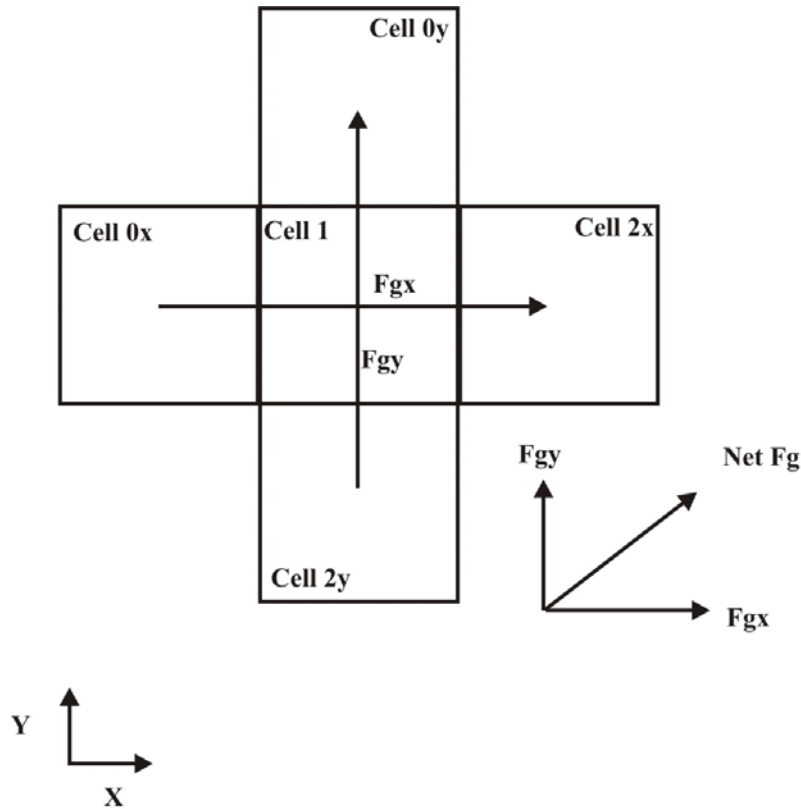 Cell 0y
Cell 0x
Cell 1
Cell 2x
Fgx
Fgy
Cell 2y
Fgy
Net Fg
Fgx
Y
X